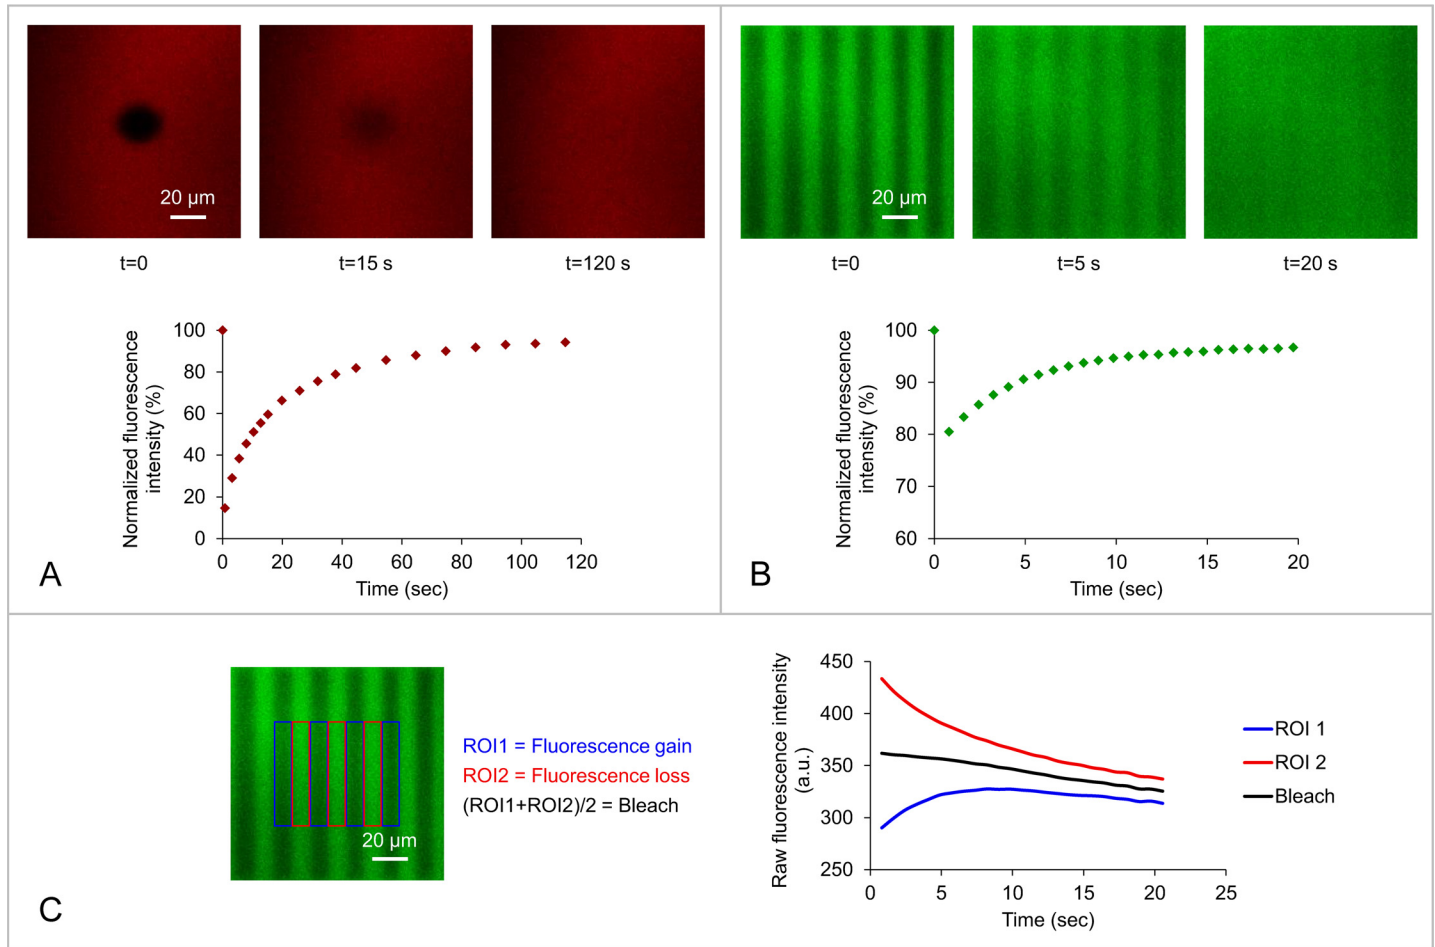 20 µm
t=0
t=15 s
t=120 s
Normalized fluorescence
intensity (%)
100
80
60
40
20
0
0 20 40 60 80 100 120
Time (sec)
A
20 µm
t=0
t=5 s
t=20 s
Normalized fluorescence
intensity (%)
100
90
80
70
60
0 5 10 15 20
Time (sec)
B
20 µm
ROI1 = Fluorescence gain
ROI2 = Fluorescence loss
(ROI1+ROI2)/2 = Bleach
Raw fluorescence intensity
(a.u.)
450
400
350
300
250
0 5 10 15 20 25
Time (sec)
ROI 1
ROI 2
Bleach
C